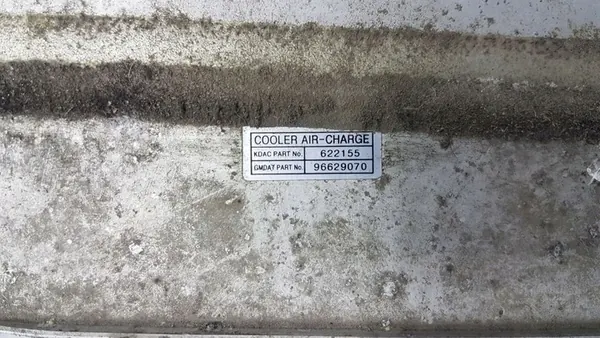 COOLER AIR-CHARGE
KDAC PART No. 622155
GMDAT PART No. 96629070